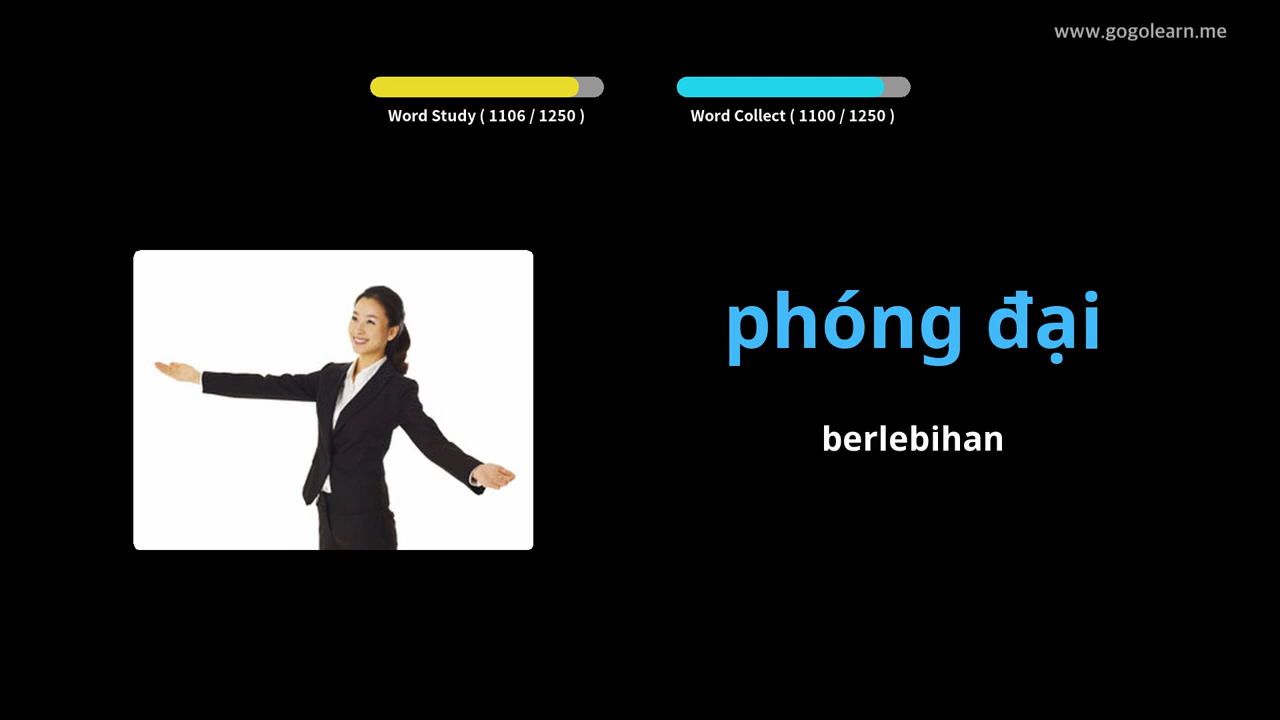 www.gogolearn.me
Word Study ( 1106 / 1250 )
Word Collect ( 1100 / 1250 )
phóng đại
berlebihan